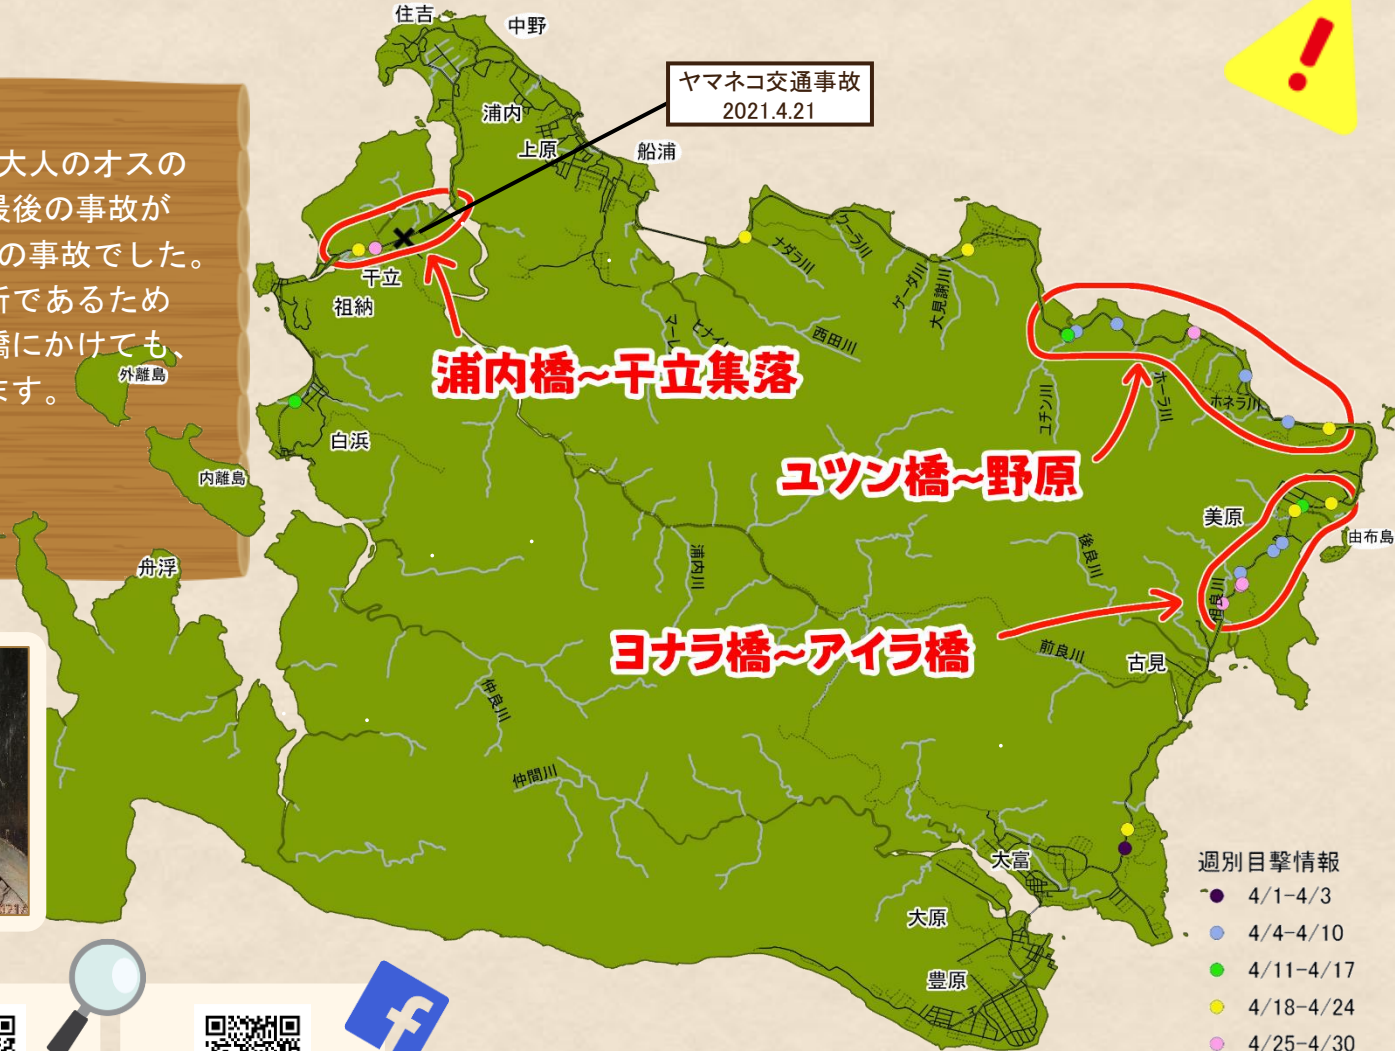 住吉
中野
ヤマネコ交通事故
2021.4.21
浦内
上原
船浦
大人のオスの
最後の事故が
の事故でした。
所であるため
橋にかけても、
ます。
干立
祖納
外離島
白浜
内離島
舟浮
浦内橋~干立集落
ナダラ川
クーラ川
ゲータ川
大見謝川
西田川
ユチン川
ホーラ川
ホネラ川
ユツン橋~野原
美原
由布島
浦内川
後良川
相良川
ヨナラ橋~アイラ橋
前良川
古見
仲良川
仲間川
大富
大原
豊原
週別目撃情報
4/1-4/3
4/4-4/10
4/11-4/17
4/18-4/24
4/25-4/30